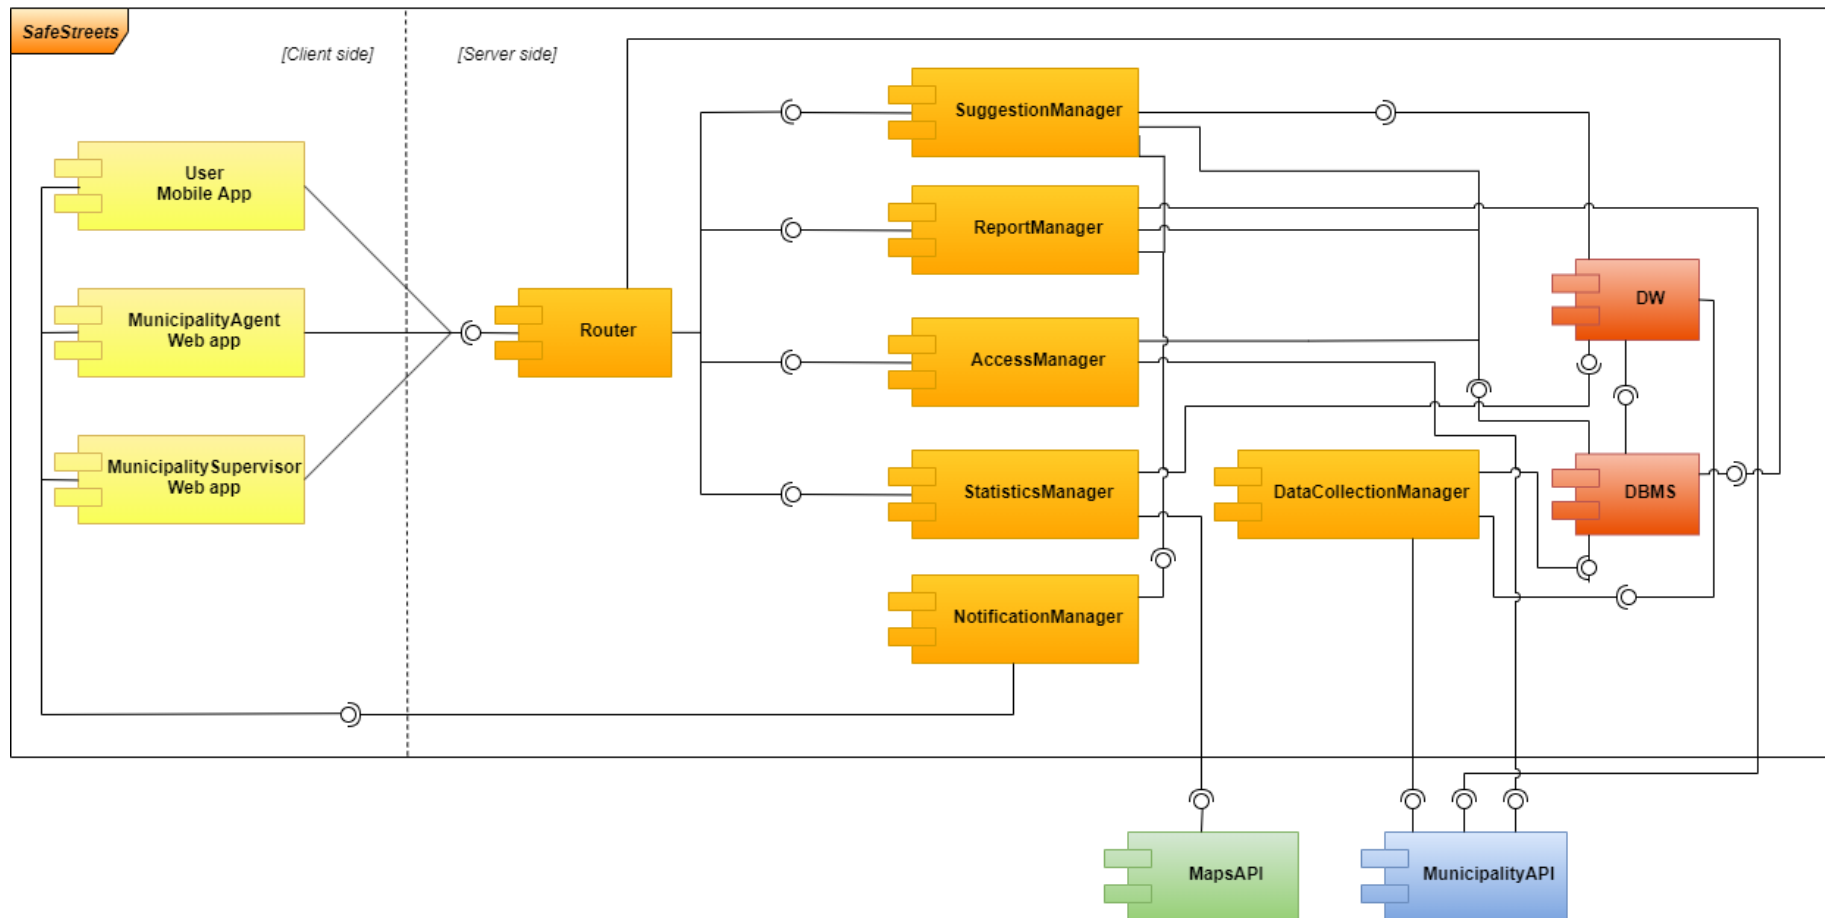 SafeStreets
[Client side]
[Server side]
SuggestionManager
User
Mobile App
ReportManager
MunicipalityAgent
Web app
Router
AccessManager
DW
MunicipalitySupervisor
Web app
StatisticsManager
DataCollectionManager
DBMS
NotificationManager
MapsAPI
MunicipalityAPI